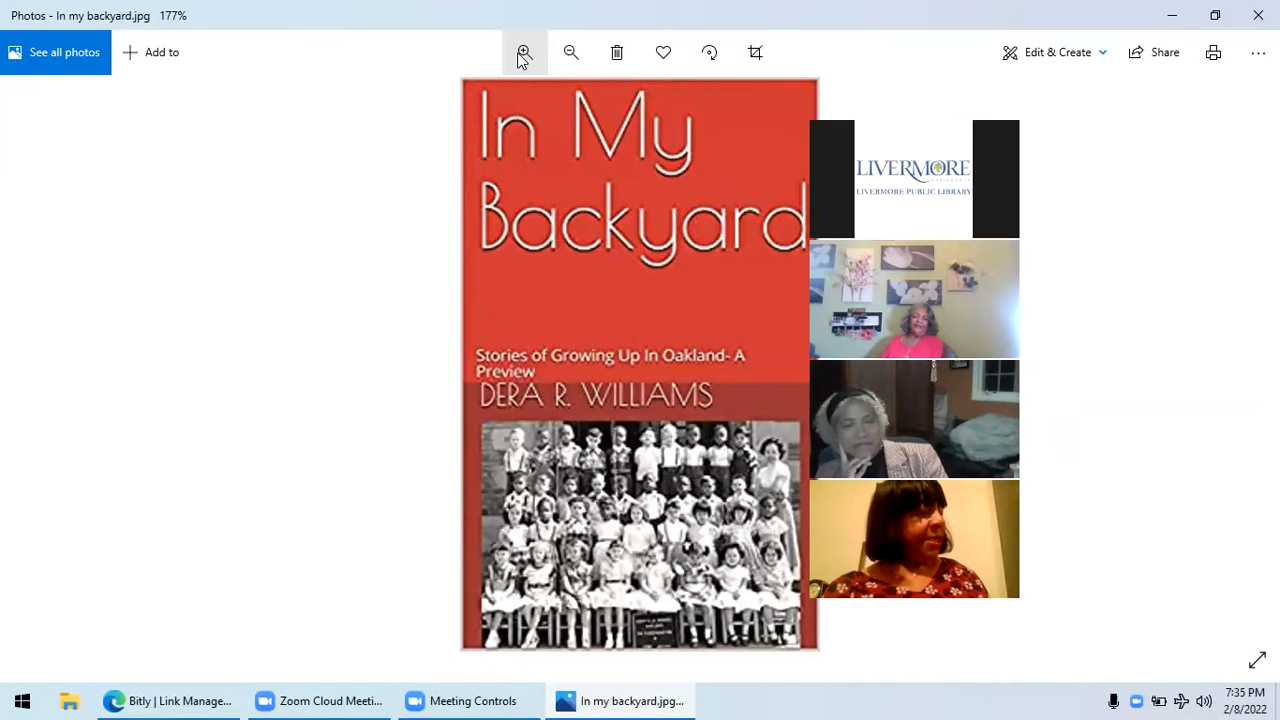 Photos - In my backyard.jpg 177%
See all photos
Add to
Edit & Create
Share
In My
Backyard
Stories of Growing Up In Oakland- A
Preview
DERA R. WILLIAMS
LIVERMORE
LIVERMORE PUBLIC LIBRARY
Bitly | Link Manage...
Zoom Cloud Meeti...
Meeting Controls
In my backyard.jpg...
7:35 PM
2/8/2022